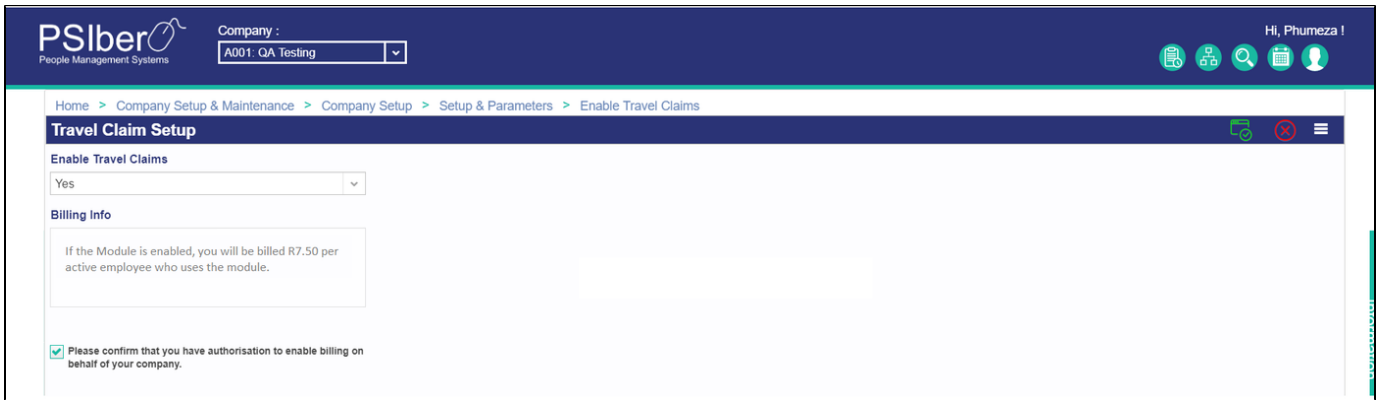 PSIber
People Management Systems
Company :
A001: QA Testing
Hi, Phumeza !
Home > Company Setup & Maintenance > Company Setup > Setup & Parameters > Enable Travel Claims
Travel Claim Setup
Enable Travel Claims
Yes
Billing Info
If the Module is enabled, you will be billed R7.50 per
active employee who uses the module.
Please confirm that you have authorisation to enable billing on
behalf of your company.